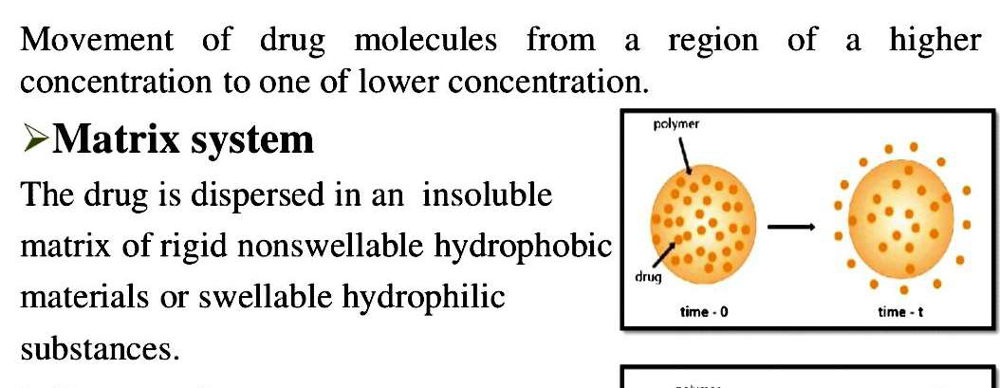 Movement of drug molecules from a region of a higher
concentration to one of lower concentration.
Matrix system
The drug is dispersed in an insoluble
matrix of rigid nonswellable hydrophobic
materials or swellable hydrophilic
substances.
polymer
drug
time - 0
time - t